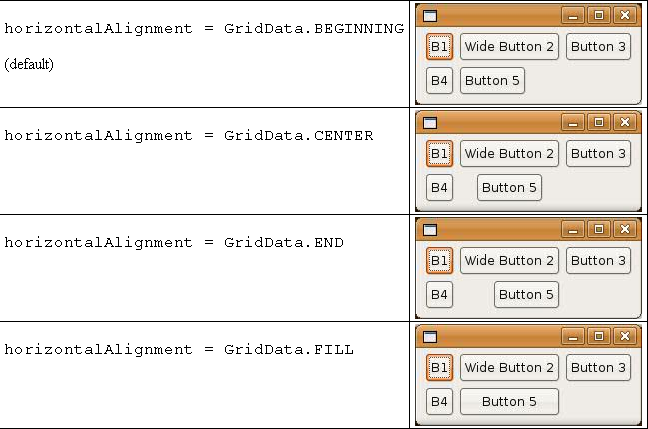 horizontalAlignment = GridData.BEGINNING
(default)
B1 Wide Button 2 Button 3
B4 Button 5
horizontalAlignment = GridData.CENTER
B1 Wide Button 2 Button 3
B4 Button 5
horizontalAlignment = GridData.END
B1 Wide Button 2 Button 3
B4 Button 5
horizontalAlignment = GridData.FILL
B1 Wide Button 2 Button 3
B4 Button 5